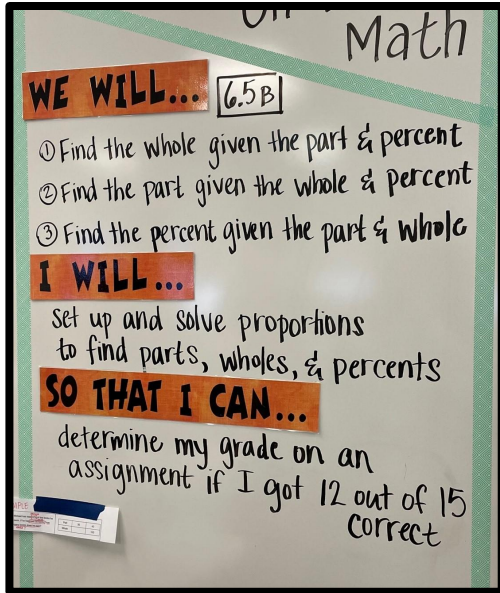 Math
WE WILL... 6.5B
① Find the whole given the part & percent
② Find the part given the whole & percent
③ Find the percent given the part & whole
I WILL...
set up and solve proportions
to find parts, wholes, & percents
SO THAT I CAN...
determine my grade on an
assignment if I got 12 out of 15
correct